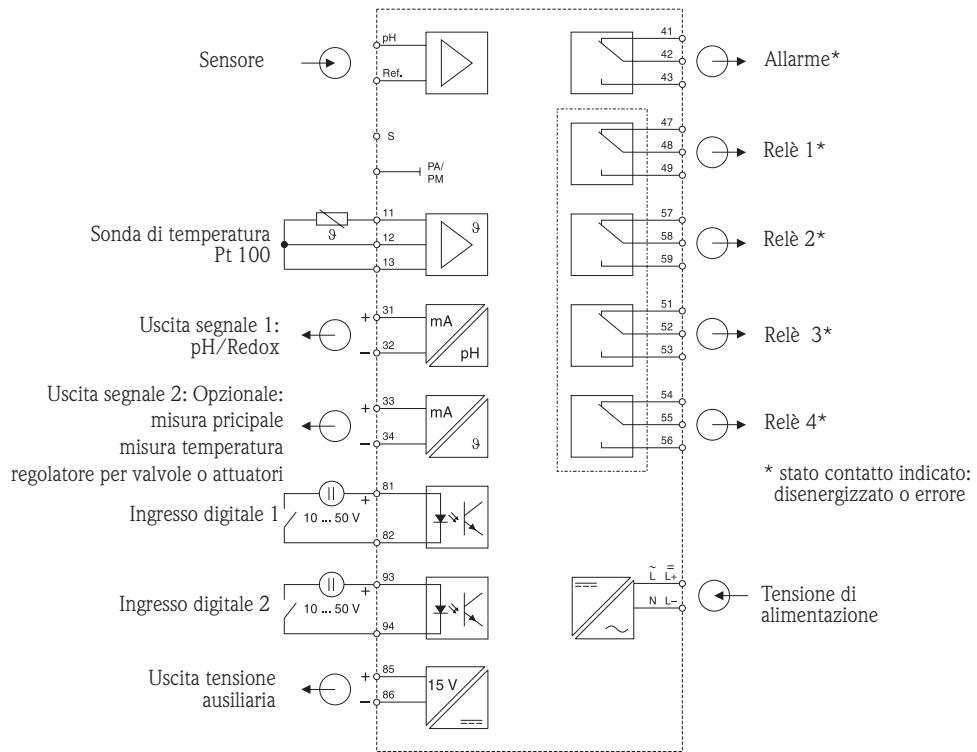 Sensore
pH
Ref.
S
PA/
PM
Sonda di temperatura
Pt 100
ϑ
11
12
13
ϑ
Uscita segnale 1:
pH/Redox
+ 31
− 32
mA
pH
Uscita segnale 2: Opzionale:
misura pricipale
misura temperatura
regolatore per valvole o attuatori
+ 33
− 34
mA
ϑ
Ingresso digitale 1
10 ... 50 V
+
81
82
Ingresso digitale 2
10 ... 50 V
+
93
94
Uscita tensione
ausiliaria
+ 85
− 86
15 V
41
42
43
Allarme*
47
48
49
Relè 1*
57
58
59
Relè 2*
51
52
53
Relè 3*
54
55
56
Relè 4*
* stato contatto indicato:
disenergizzato o errore
~ =
L L+
N L−
Tensione di
alimentazione